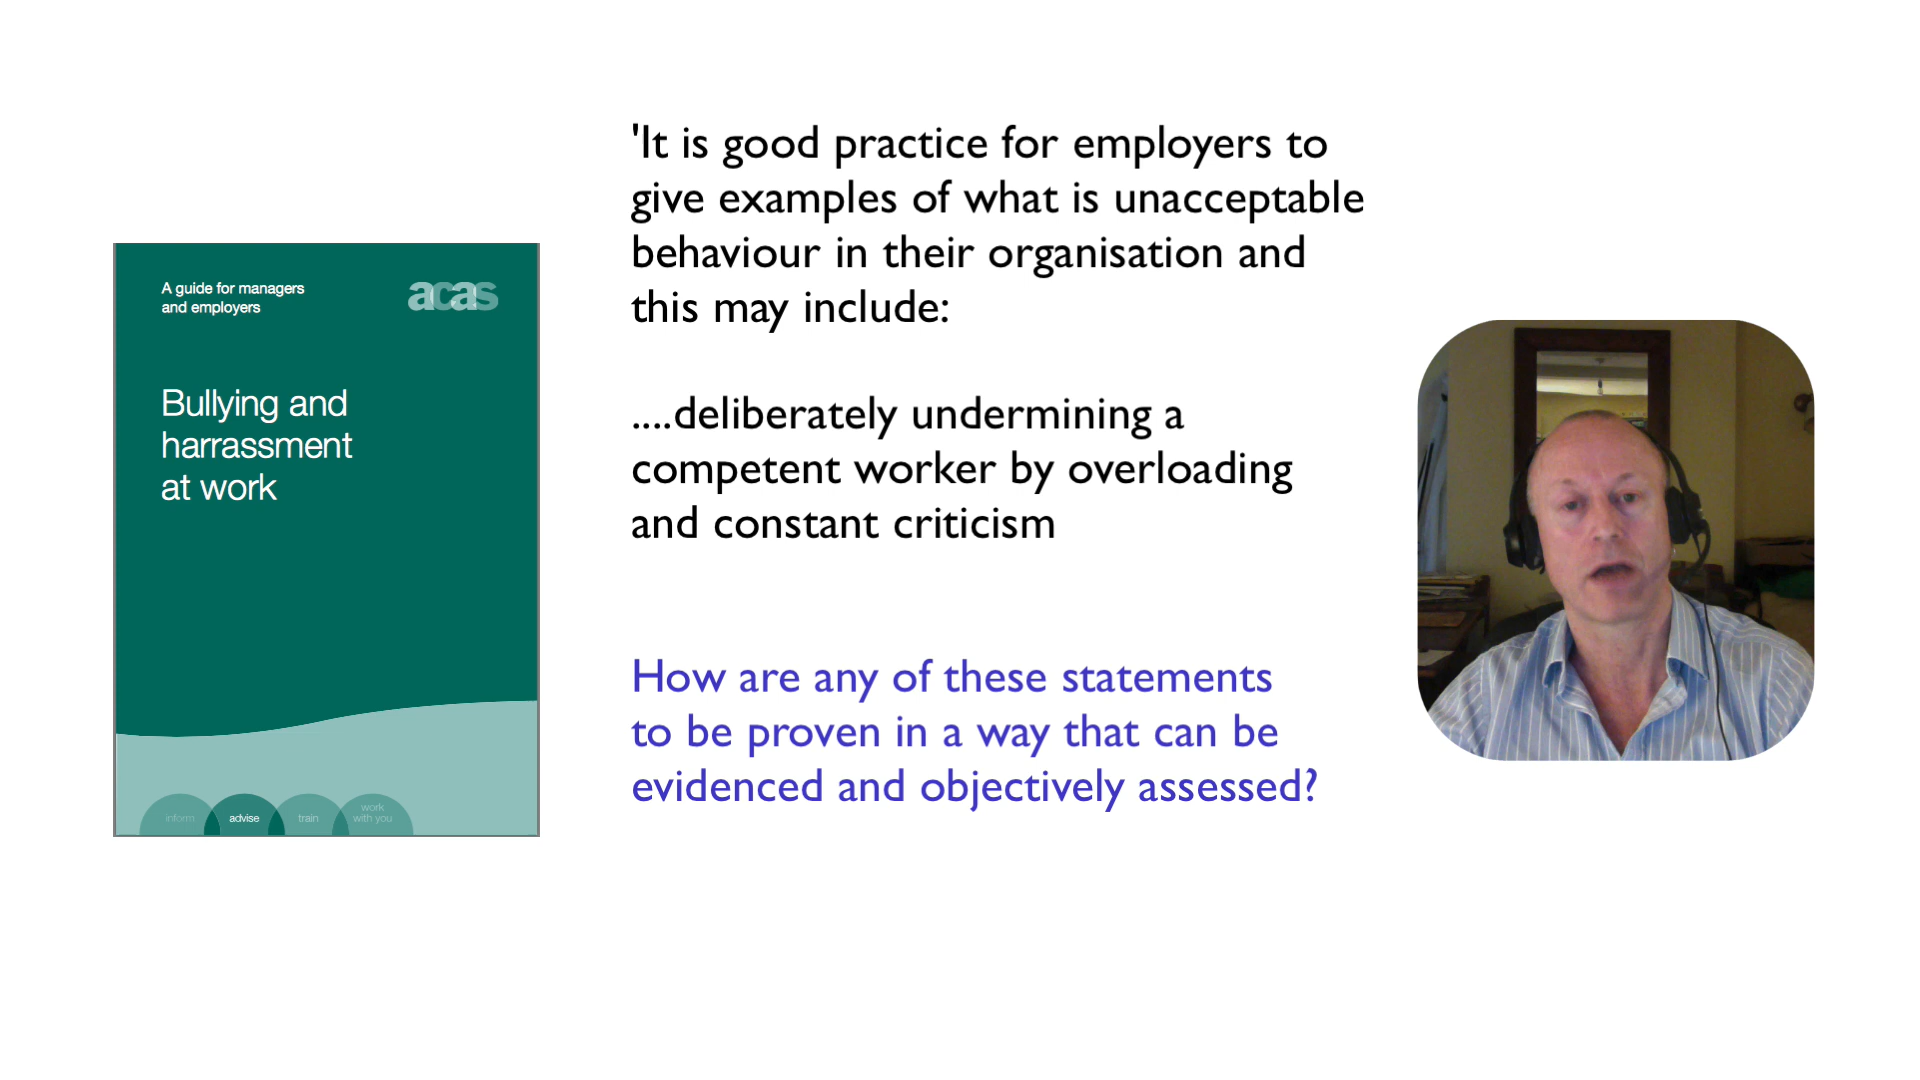 A guide for managers
and employers
acas
Bullying and
harrassment
at work
inform
advise
train
work
with you
'It is good practice for employers to
give examples of what is unacceptable
behaviour in their organisation and
this may include:
....deliberately undermining a
competent worker by overloading
and constant criticism
How are any of these statements
to be proven in a way that can be
evidenced and objectively assessed?